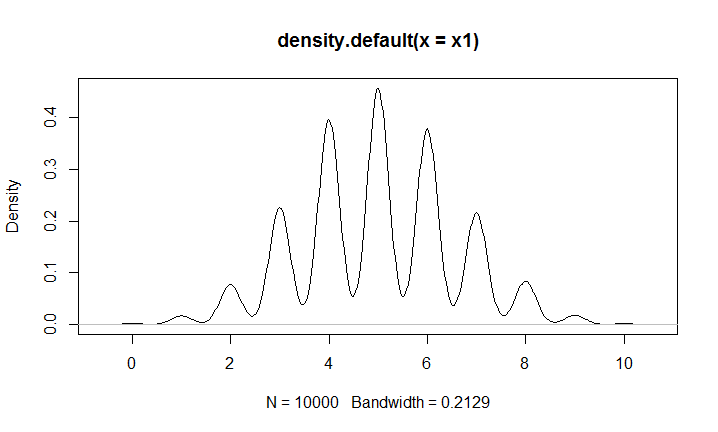 density.default(x = x1)
Density
0.4
0.3
0.2
0.1
0.0
0 2 4 6 8 10
N = 10000 Bandwidth = 0.2129